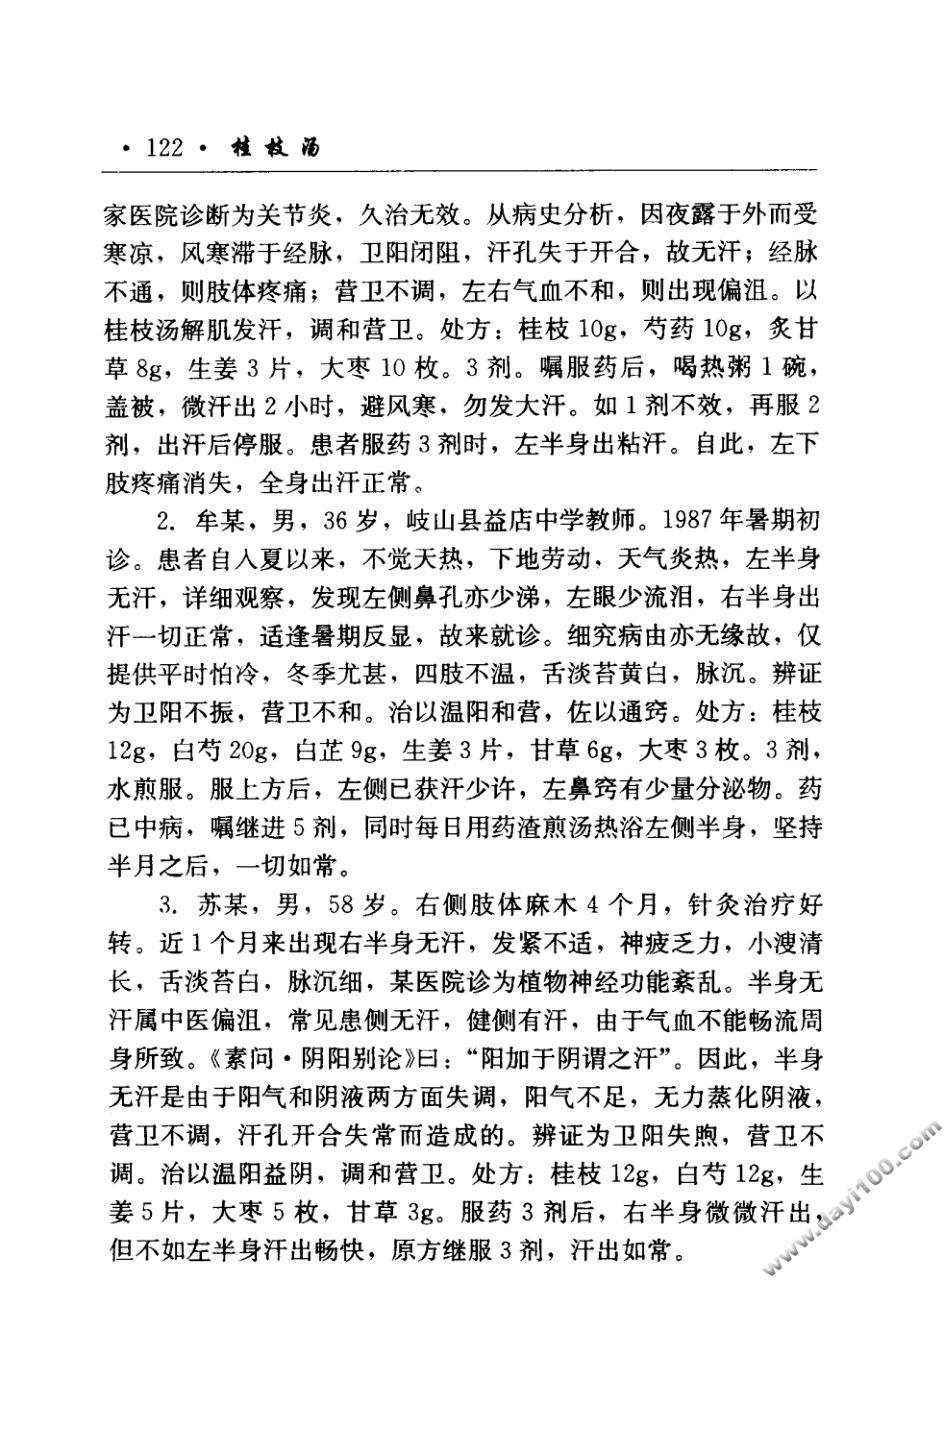 · 122 · 桂枝汤
家医院诊断为关节炎，久治无效。从病史分析，因夜露于外而受
寒凉，风寒滞于经脉，卫阳闭阻，汗孔失于开合，故无汗；经脉
不通，则肢体疼痛；营卫不调，左右气血不和，则出现偏沮。以
桂枝汤解肌发汗，调和营卫。处方：桂枝 10g，芍药 10g，炙甘
草 8g，生姜 3 片，大枣 10 枚。3 剂。嘱服药后，喝热粥 1 碗，
盖被，微汗出 2 小时，避风寒，勿发大汗。如 1 剂不效，再服 2
剂，出汗后停服。患者服药 3 剂时，左半身出粘汗。自此，左下
肢疼痛消失，全身出汗正常。
2. 牟某，男，36 岁，岐山县益店中学教师。1987 年暑期初
诊。患者自入夏以来，不觉天热，下地劳动，天气炎热，左半身
无汗，详细观察，发现左侧鼻孔亦少涕，左眼少流泪，右半身出
汗一切正常，适逢暑期反显，故来就诊。细究病由亦无缘故，仅
提供平时怕冷，冬季尤甚，四肢不温，舌淡苔黄白，脉沉。辨证
为卫阳不振，营卫不和。治以温阳和营，佐以通窍。处方：桂枝
12g，白芍 20g，白芷 9g，生姜 3 片，甘草 6g，大枣 3 枚。3 剂，
水煎服。服上方后，左侧已获汗少许，左鼻窍有少量分泌物。药
已中病，嘱继进 5 剂，同时每日用药渣煎汤热浴左侧半身，坚持
半月之后，一切如常。
3. 苏某，男，58 岁。右侧肢体麻木 4 个月，针灸治疗好
转。近 1 个月来出现右半身无汗，发紧不适，神疲乏力，小溲清
长，舌淡苔白，脉沉细，某医院诊为植物神经功能紊乱。半身无
汗属中医偏沮，常见患侧无汗，健侧有汗，由于气血不能畅流周
身所致。《素问·阴阳别论》曰：“阳加于阴谓之汗”。因此，半身
无汗是由于阳气和阴液两方面失调，阳气不足，无力蒸化阴液，
营卫不调，汗孔开合失常而造成的。辨证为卫阳失煦，营卫不
调。治以温阳益阴，调和营卫。处方：桂枝 12g，白芍 12g，生
姜 5 片，大枣 5 枚，甘草 3g。服药 3 剂后，右半身微微汗出，
但不如左半身汗出畅快，原方继服 3 剂，汗出如常。
www.dayi100.com